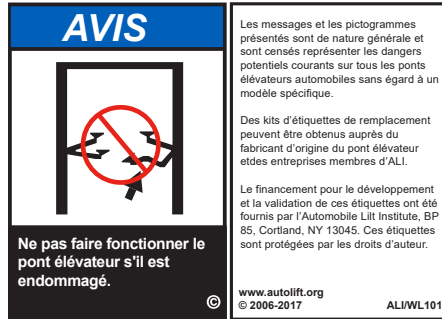 AVIS
Ne pas faire fonctionner le
pont élévateur s'il est
endommagé.
©
Les messages et les pictogrammes
présentés sont de nature générale et
sont censés représenter les dangers
potentiels courants sur tous les ponts
élévateurs automobiles sans égard à un
modèle spécifique.
Des kits d'étiquettes de remplacement
peuvent être obtenus auprès du
fabricant d'origine du pont élévateur
etdes entreprises membres d'ALI.
Le financement pour le développement
et la validation de ces étiquettes ont été
fournis par l'Automobile Lilt Institute, BP
85, Cortland, NY 13045. Ces étiquettes
sont protégées par les droits d'auteur.
www.autolift.org
© 2006-2017 ALI/WL101